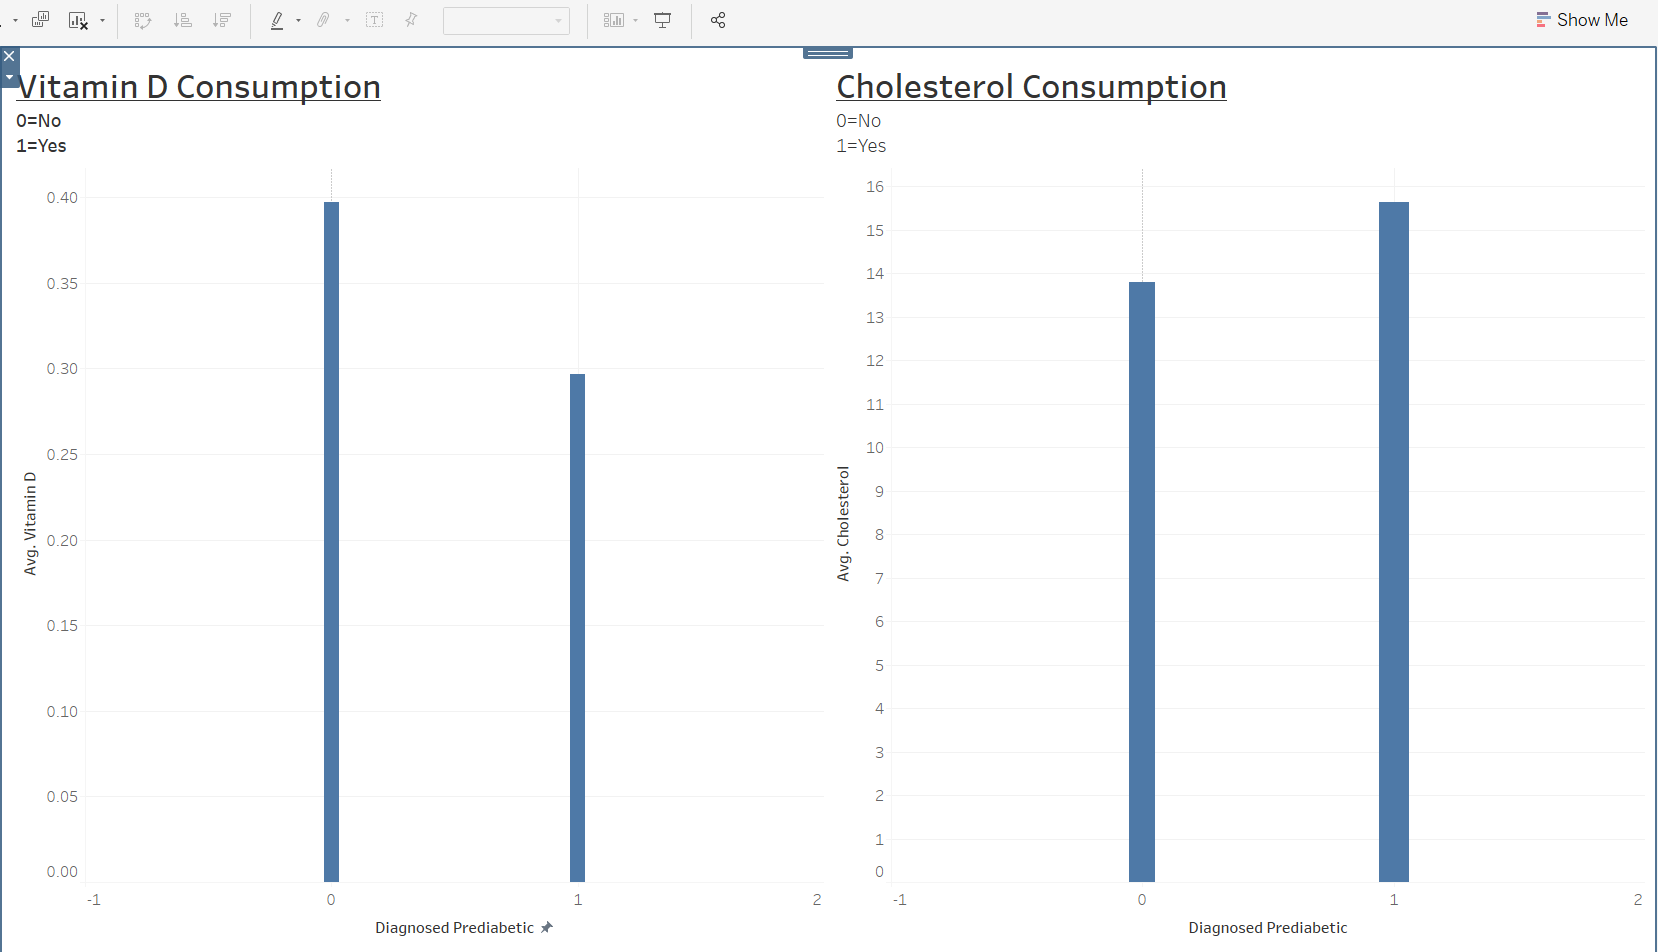 Show Me
Vitamin D Consumption
0=No
1=Yes
0.40
0.35
0.30
0.25
0.20
0.15
0.10
0.05
0.00
Avg. Vitamin D
-1 0 1 2
Diagnosed Prediabetic
Cholesterol Consumption
0=No
1=Yes
16
15
14
13
12
11
10
9
8
7
6
5
4
3
2
1
0
Avg. Cholesterol
-1 0 1 2
Diagnosed Prediabetic